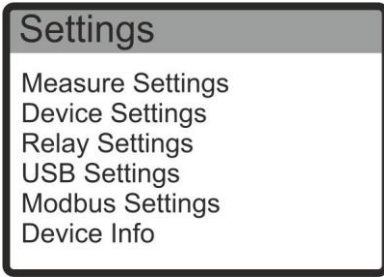 Settings
Measure Settings
Device Settings
Relay Settings
USB Settings
Modbus Settings
Device Info